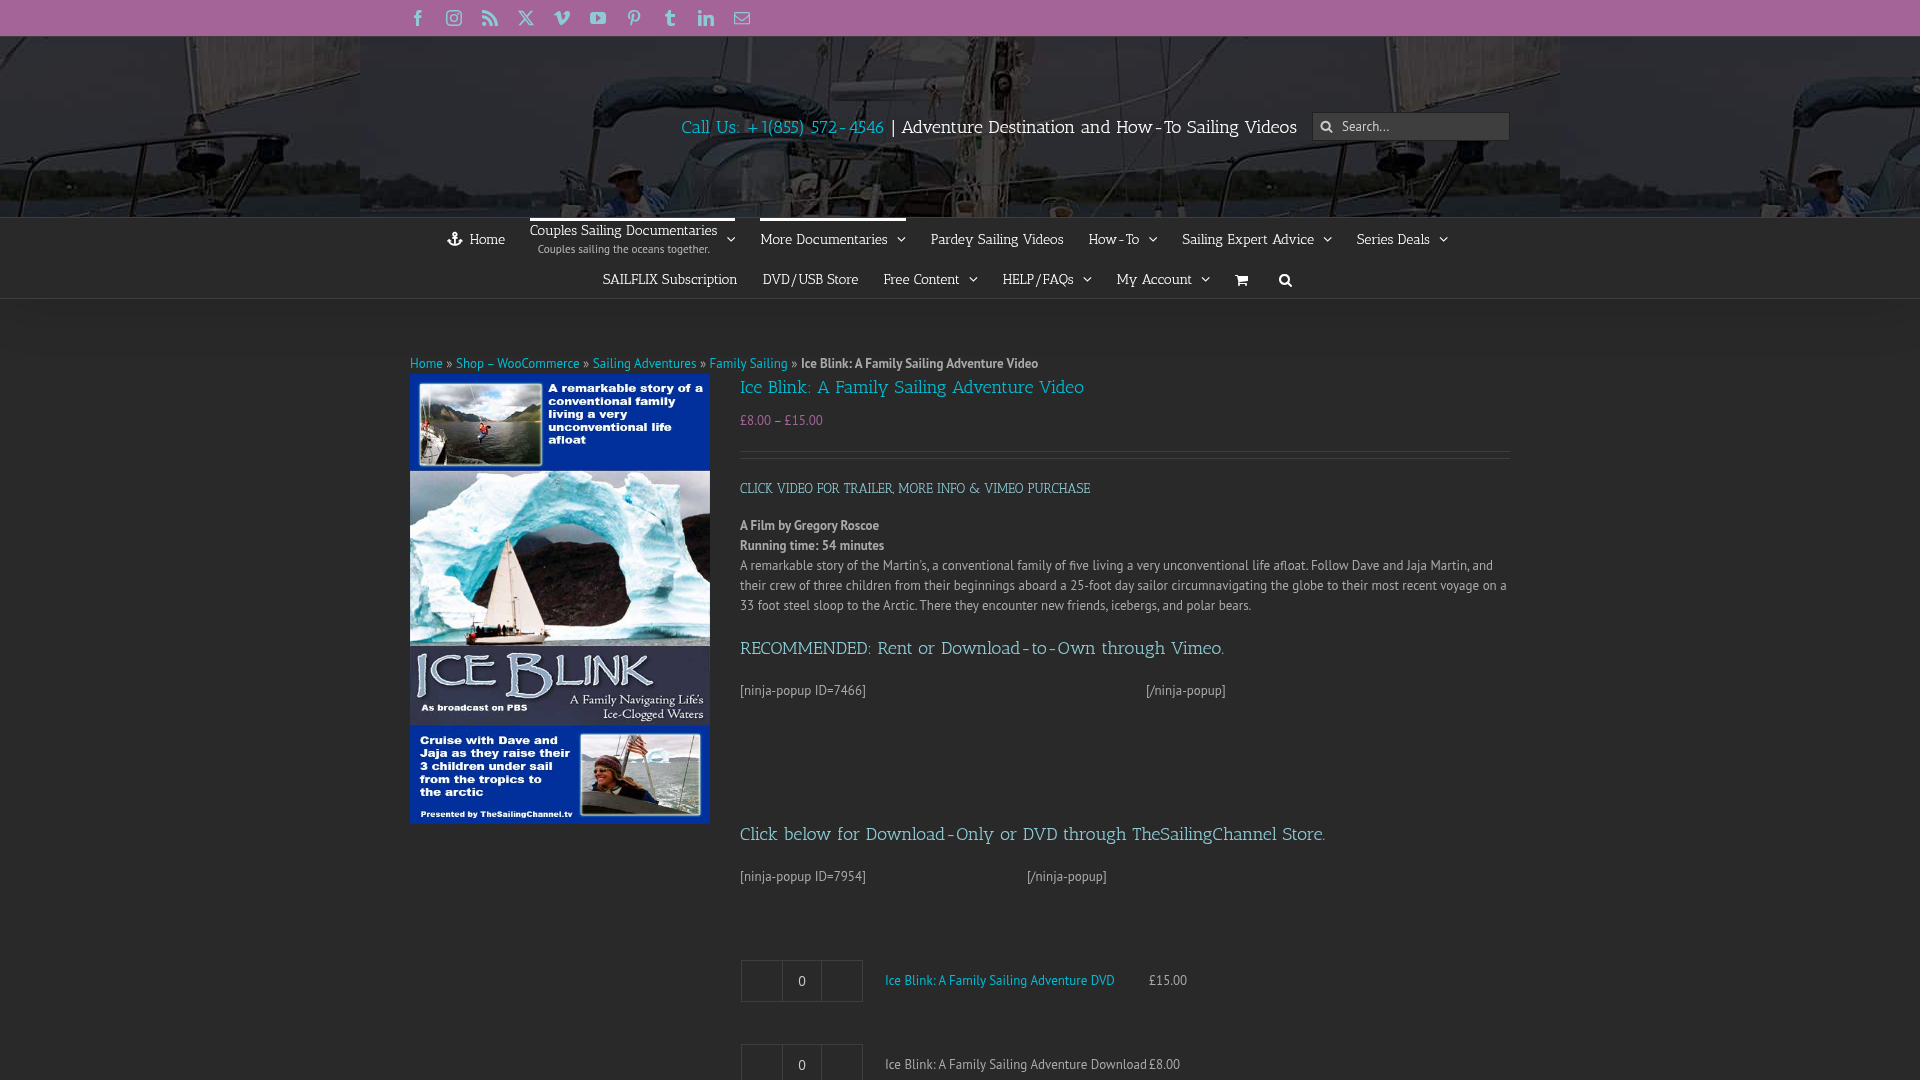 Call Us: +1(855) 572-4546 | Adventure Destination and How-To Sailing Videos
Search...
Home
Couples Sailing Documentaries
Couples sailing the oceans together.
More Documentaries
Pardey Sailing Videos
How-To
Sailing Expert Advice
Series Deals
SAILFLIX Subscription
DVD/USB Store
Free Content
HELP/FAQs
My Account
Home » Shop – WooCommerce » Sailing Adventures » Family Sailing » Ice Blink: A Family Sailing Adventure Video
A remarkable story of a
conventional family
living a very
unconventional life
afloat
ICE BLINK
A Family Navigating Life's
Ice-Clogged Waters
As broadcast on PBS
Cruise with Dave and
Jaja as they raise their
3 children under sail
from the tropics to
the arctic
Presented by TheSailingChannel.tv
Ice Blink: A Family Sailing Adventure Video
£8.00 – £15.00
CLICK VIDEO FOR TRAILER, MORE INFO & VIMEO PURCHASE
A Film by Gregory Roscoe
Running time: 54 minutes
A remarkable story of the Martin's, a conventional family of five living a very unconventional life afloat. Follow Dave and Jaja Martin, and
their crew of three children from their beginnings aboard a 25-foot day sailor circumnavigating the globe to their most recent voyage on a
33 foot steel sloop to the Arctic. There they encounter new friends, icebergs, and polar bears.
RECOMMENDED: Rent or Download-to-Own through Vimeo.
[ninja-popup ID=7466] [/ninja-popup]
Click below for Download-Only or DVD through TheSailingChannel Store.
[ninja-popup ID=7954] [/ninja-popup]
0 Ice Blink: A Family Sailing Adventure DVD £15.00
0 Ice Blink: A Family Sailing Adventure Download £8.00